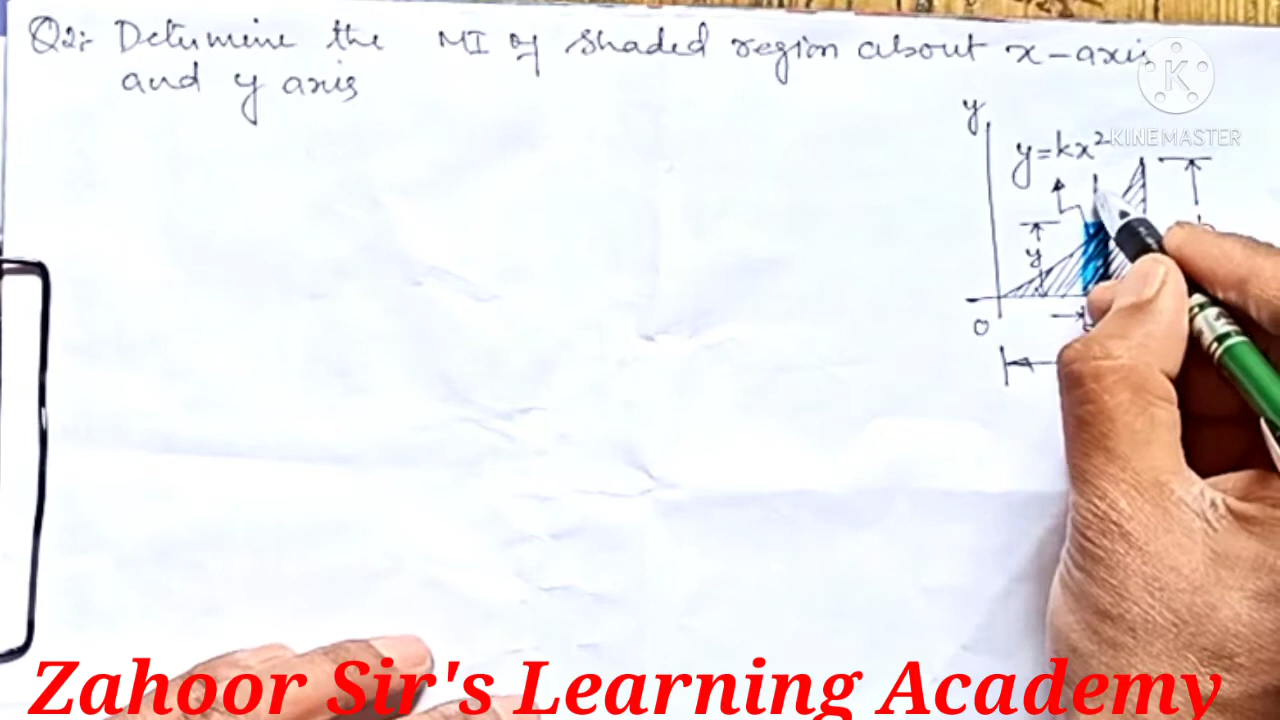 Q2:- Determine the MI of shaded region about x-axis
and y axis
K
KINEMASTER
y
y=kx²
y
0
Zahoor Sir's Learning Academy